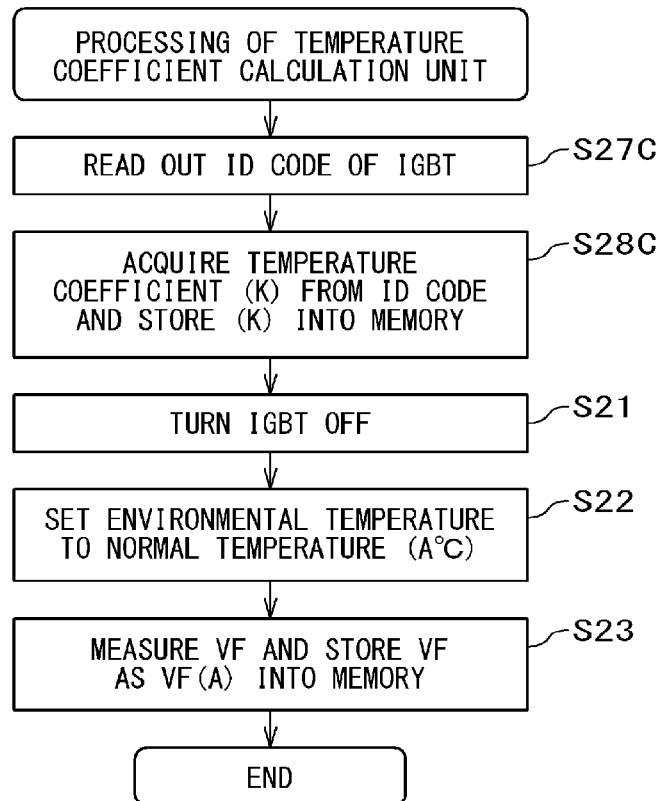 PROCESSING OF TEMPERATURE
COEFFICIENT CALCULATION UNIT
READ OUT ID CODE OF IGBT
S27C
ACQUIRE TEMPERATURE
COEFFICIENT (K) FROM ID CODE
AND STORE (K) INTO MEMORY
S28C
TURN IGBT OFF
S21
SET ENVIRONMENTAL TEMPERATURE
TO NORMAL TEMPERATURE (A℃)
S22
MEASURE VF AND STORE VF
AS VF(A) INTO MEMORY
S23
END